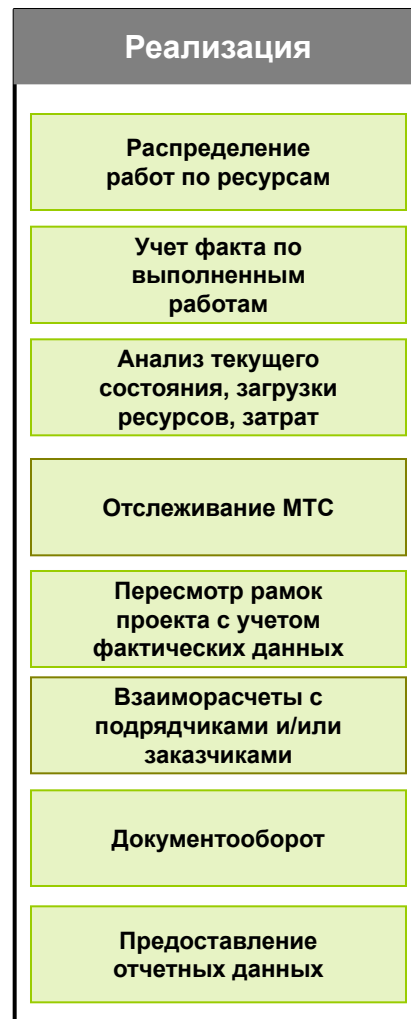 Реализация
Распределение
работ по ресурсам
Учет факта по
выполненным
работам
Анализ текущего
состояния, загрузки
ресурсов, затрат
Отслеживание МТС
Пересмотр рамок
проекта с учетом
фактических данных
Взаиморасчеты с
подрядчиками и/или
заказчиками
Документооборот
Предоставление
отчетных данных